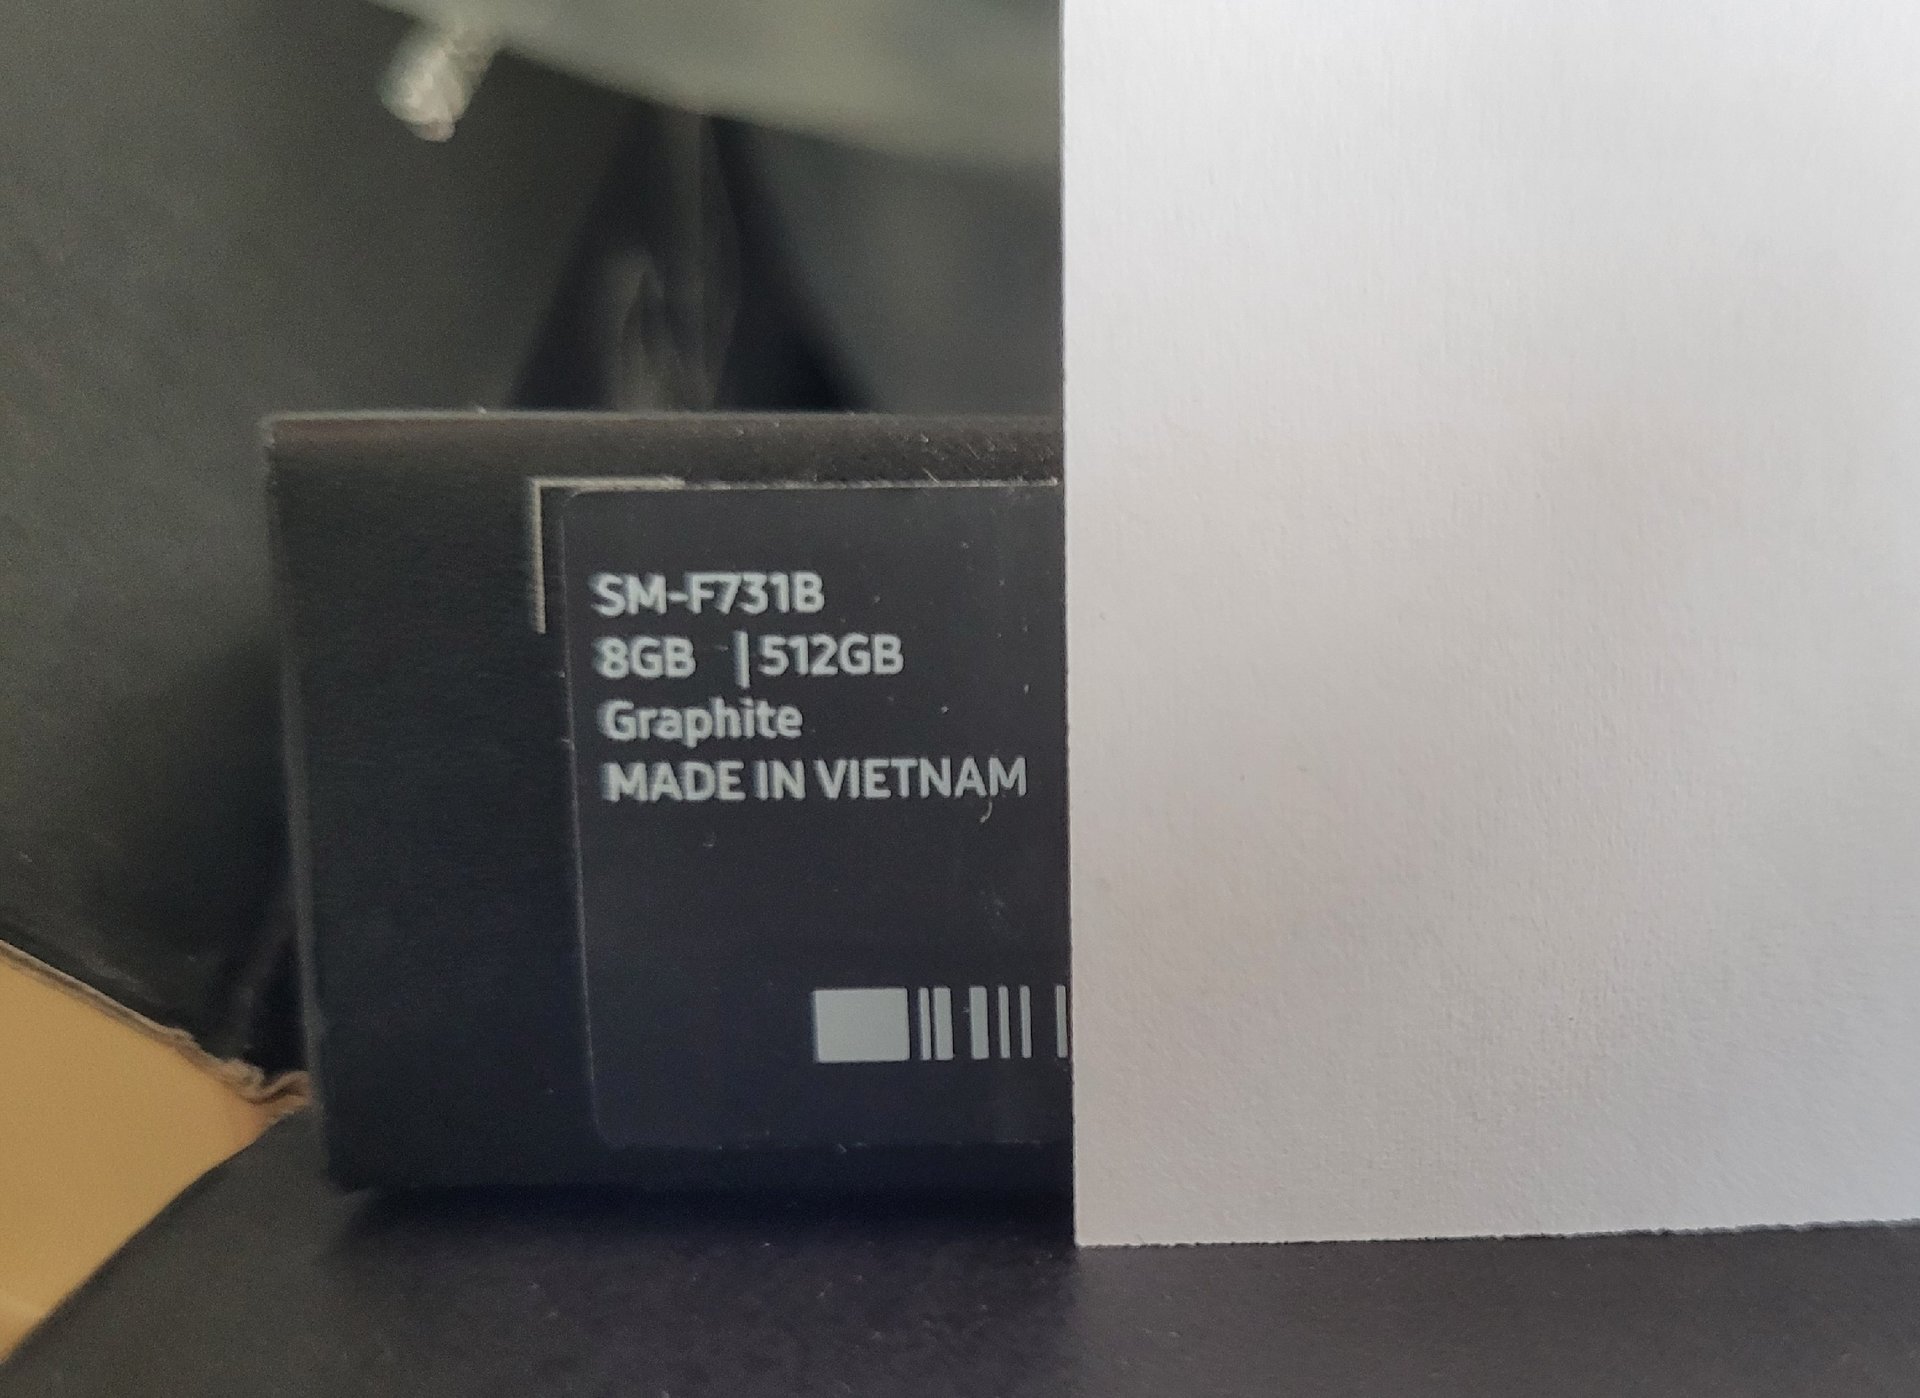 SM-F731B
8GB | 512GB
Graphite
MADE IN VIETNAM